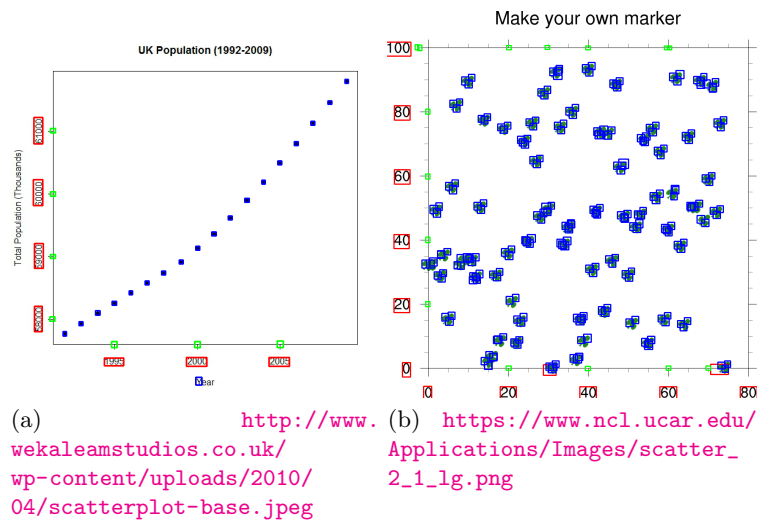 Make your own marker
UK Population (1992-2009)
Total Population (Thousands)
61000
60000
59000
58000
1995
2000
2005
Year
100
80
60
40
20
0
0
20
40
60
80
(a) http://www.
wekaleamstudios.co.uk/
wp-content/uploads/2010/
04/scatterplot-base.jpeg
(b) https://www.ncl.ucar.edu/
Applications/Images/scatter_
2_1_lg.png